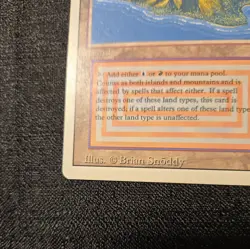 : Add either or to your mana pool.
Counts as both islands and mountains and is
affected by spells that affect either. If a spell
destroys one of these land types, this card is
destroyed; if a spell alters one of these land types,
the other land type is unaffected.
Illus. © Brian Snōddy